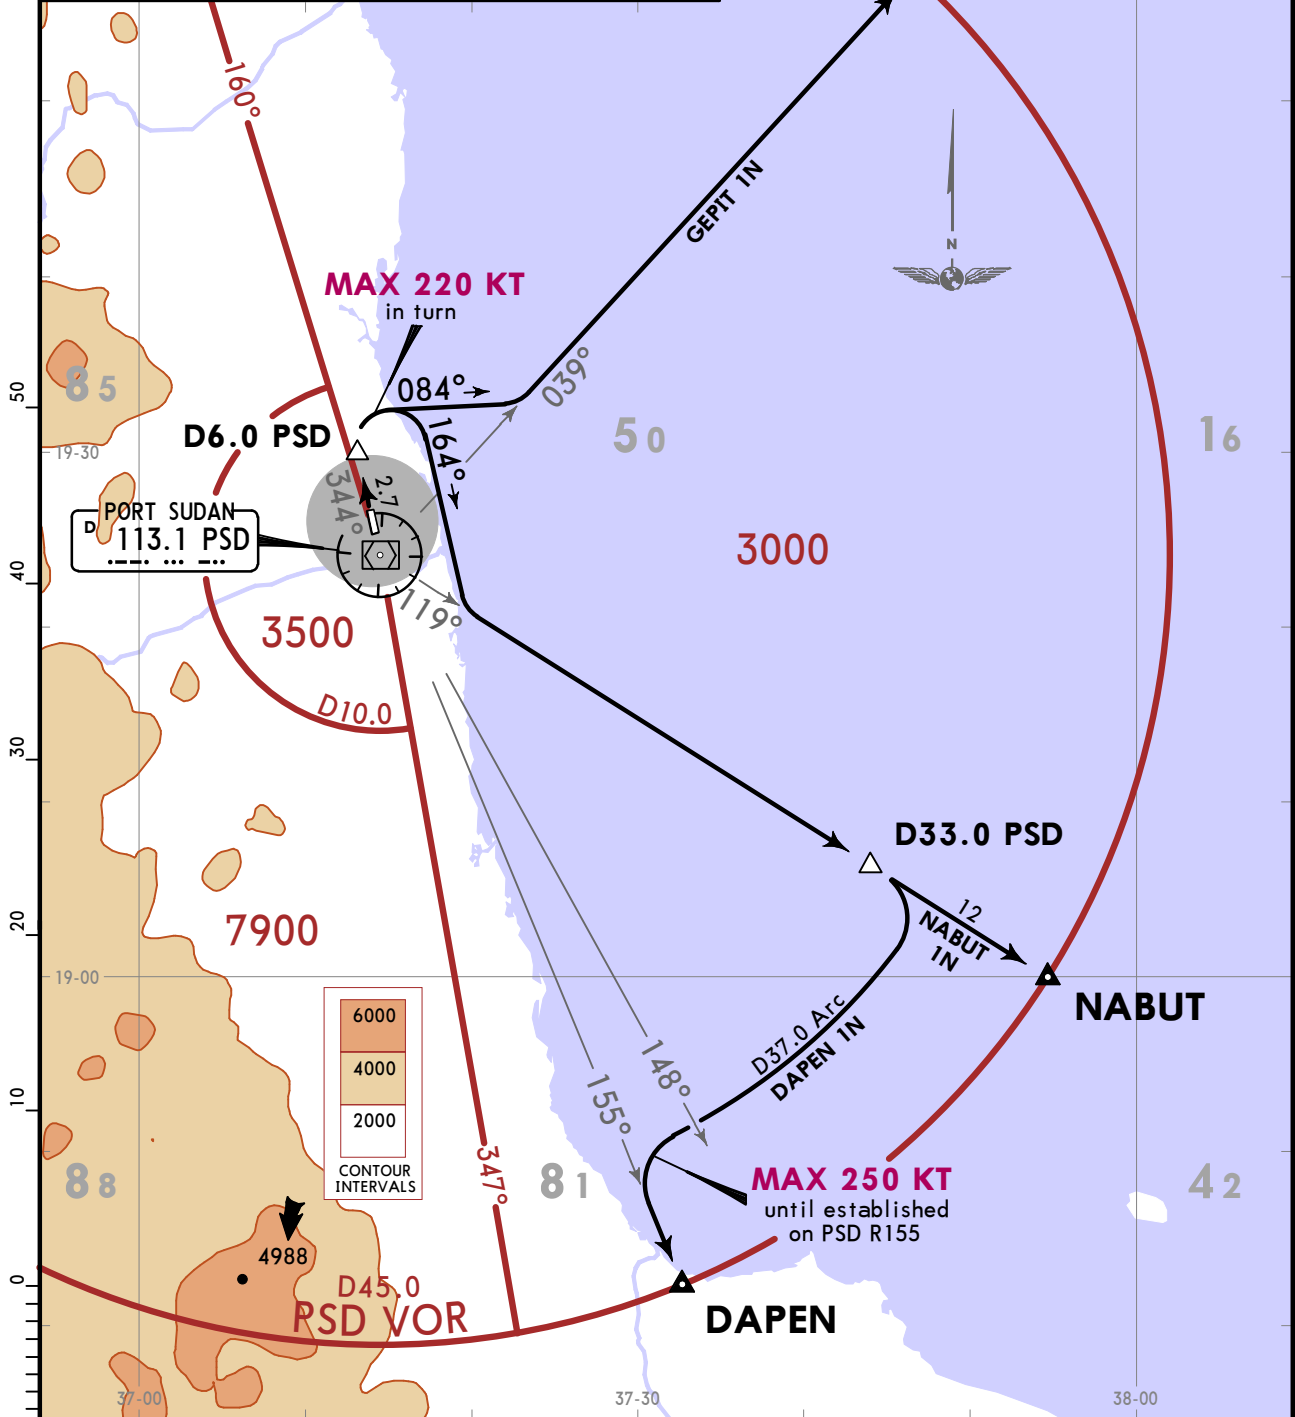 160°
GEPIT 1N
N
MAX 220 KT
in turn
85
084°
039°
50
16
50
D6.0 PSD
164°
19-30
344°
2.7
PORT SUDAN
D 113.1 PSD
3000
40
119°
3500
D10.0
30
D33.0 PSD
12
NABUT
1N
20
7900
19-00
NABUT
6000
4000
2000
CONTOUR
INTERVALS
D37.0 Arc
DAPEN 1N
148°
155°
10
347°
88
81
42
MAX 250 KT
until established
on PSD R155
4988
0
D45.0
PSD VOR
DAPEN
37-00
37-30
38-00